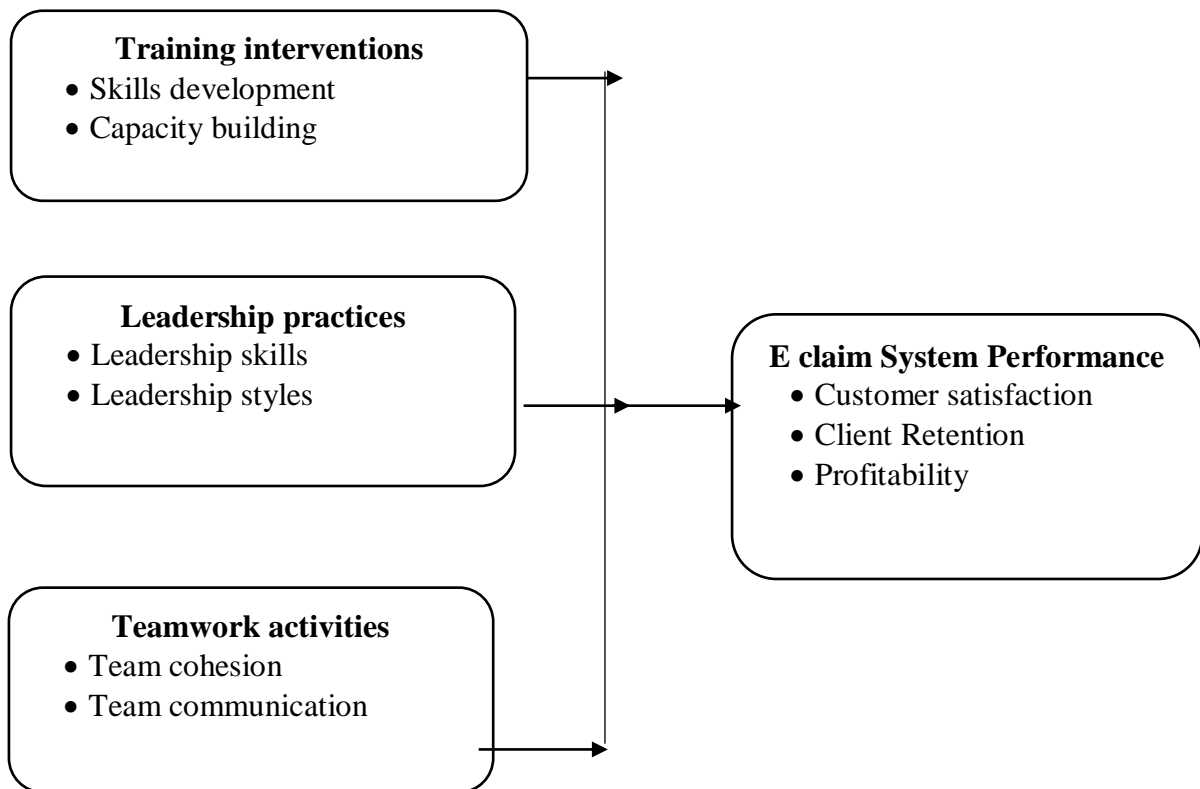 Training interventions
• Skills development
• Capacity building
Leadership practices
• Leadership skills
• Leadership styles
E claim System Performance
• Customer satisfaction
• Client Retention
• Profitability
Teamwork activities
• Team cohesion
• Team communication